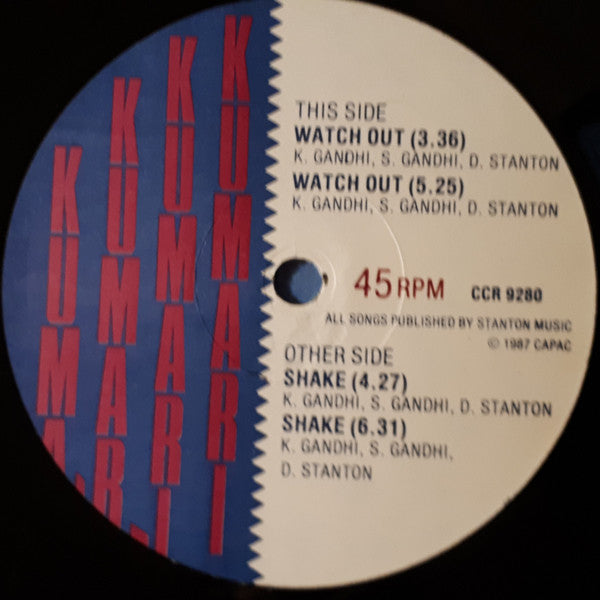 KUMARI
KUMARI
KUMARI
KUMARI
THIS SIDE
WATCH OUT (3.36)
K. GANDHI, S. GANDHI, D. STANTON
WATCH OUT (5.25)
K. GANDHI, S. GANDHI, D. STANTON
45 RPM CCR 9280
ALL SONGS PUBLISHED BY STANTON MUSIC
© 1987 CAPAC
OTHER SIDE
SHAKE (4.27)
K. GANDHI, S. GANDHI, D. STANTON
SHAKE (6.31)
K. GANDHI, S. GANDHI,
D. STANTON